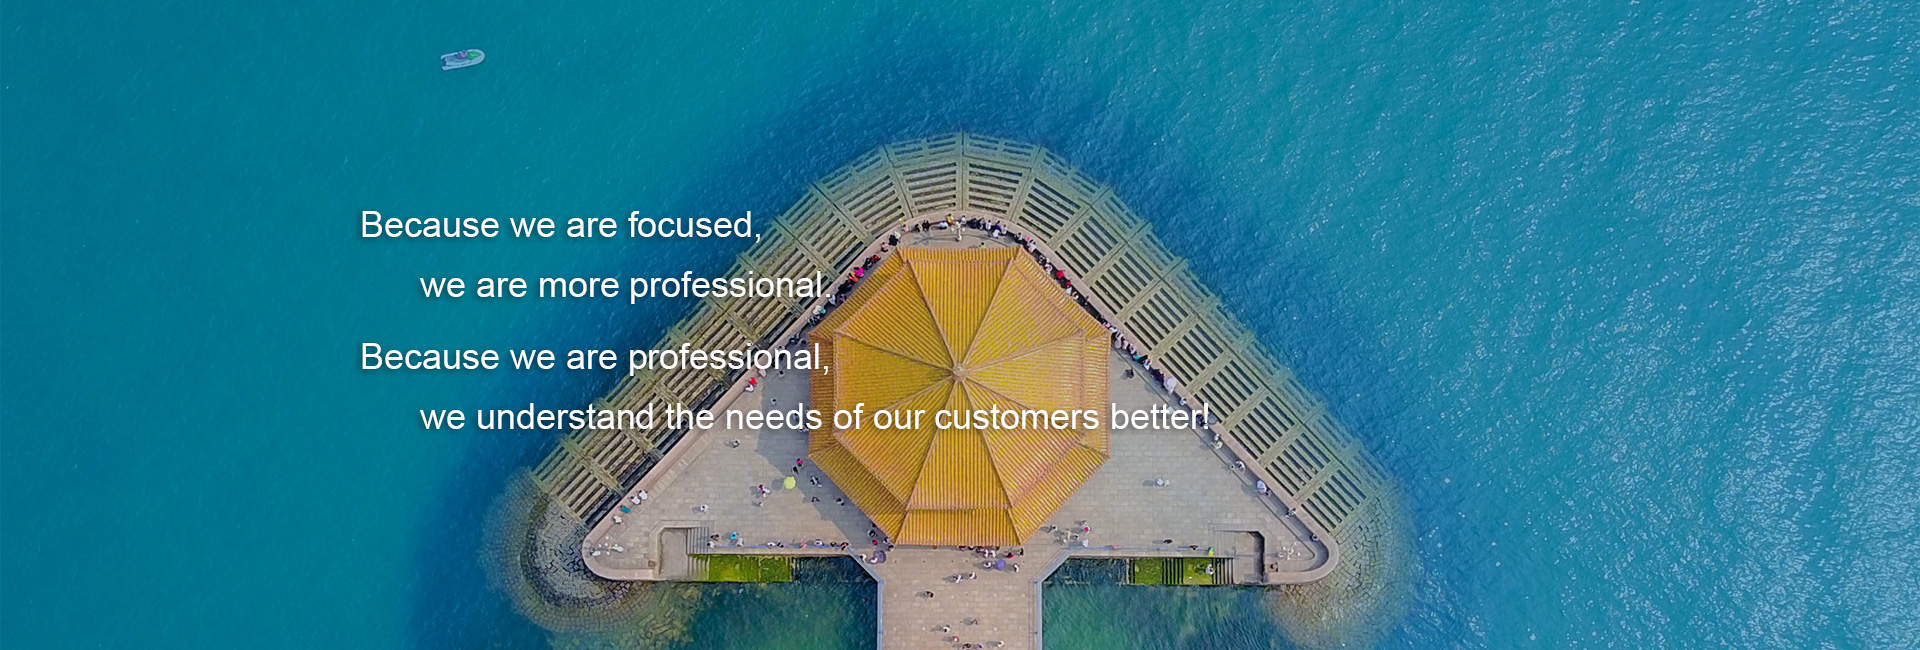 Because we are focused,
we are more professional.
Because we are professional,
we understand the needs of our customers better!